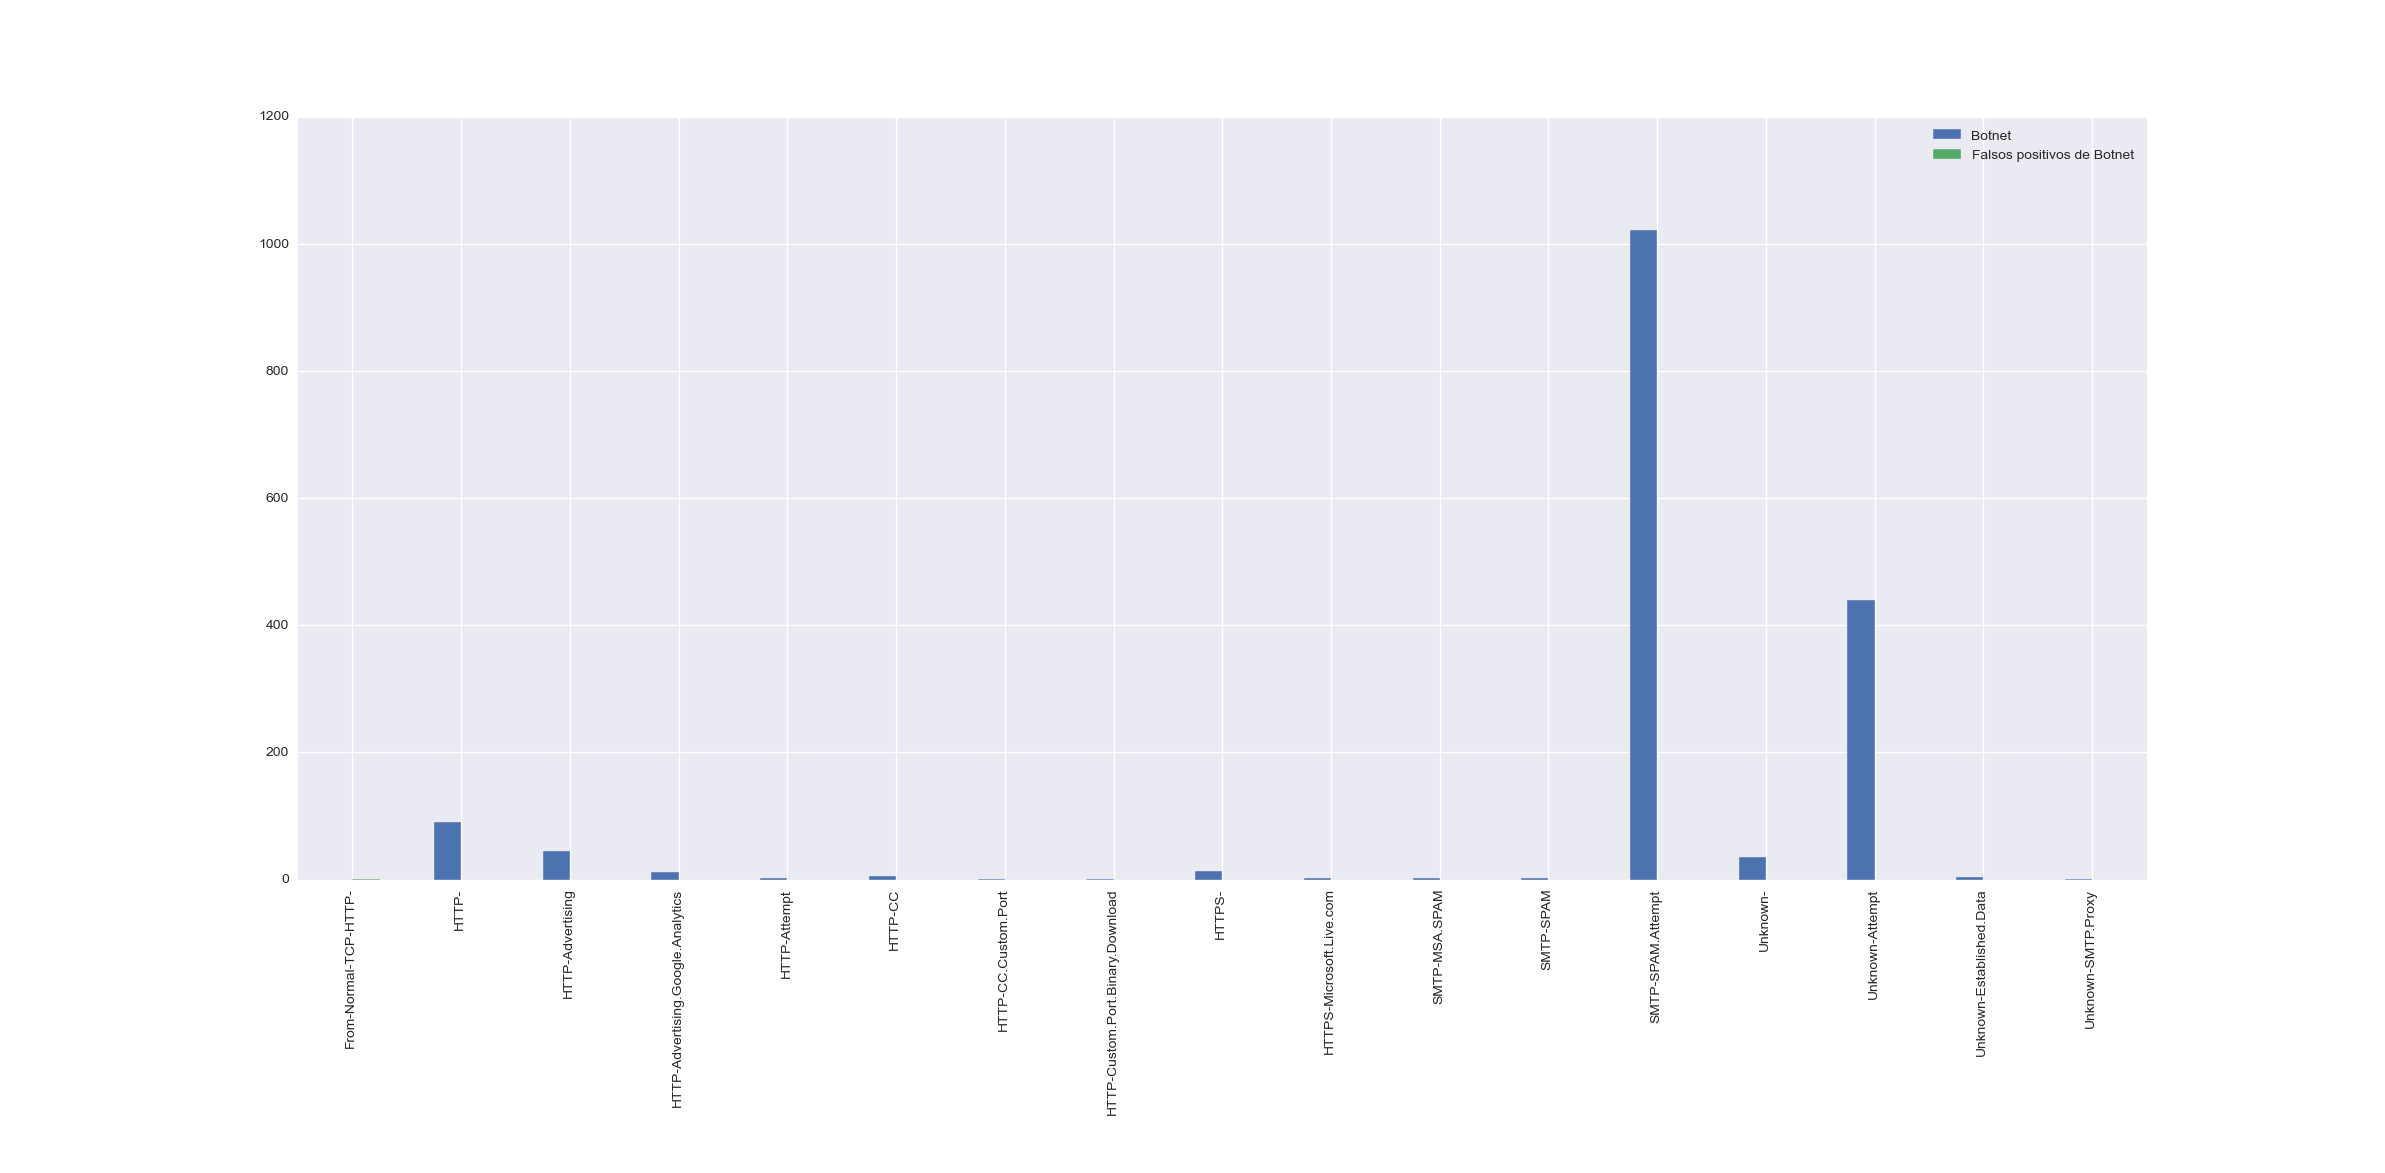 1200
1000
800
600
400
200
0
Botnet
Falsos positivos de Botnet
From-Normal-TCP-HTTP-
HTTP-
HTTP-Advertising
HTTP-Advertising.Google.Analytics
HTTP-Attempt
HTTP-CC
HTTP-CC.Custom.Port
HTTP-Custom.Port.Binary.Download
HTTPS-
HTTPS-Microsoft.Live.com
SMTP-MSA.SPAM
SMTP-SPAM
SMTP-SPAM.Attempt
Unknown-
Unknown-Attempt
Unknown-Established.Data
Unknown-SMTP.Proxy